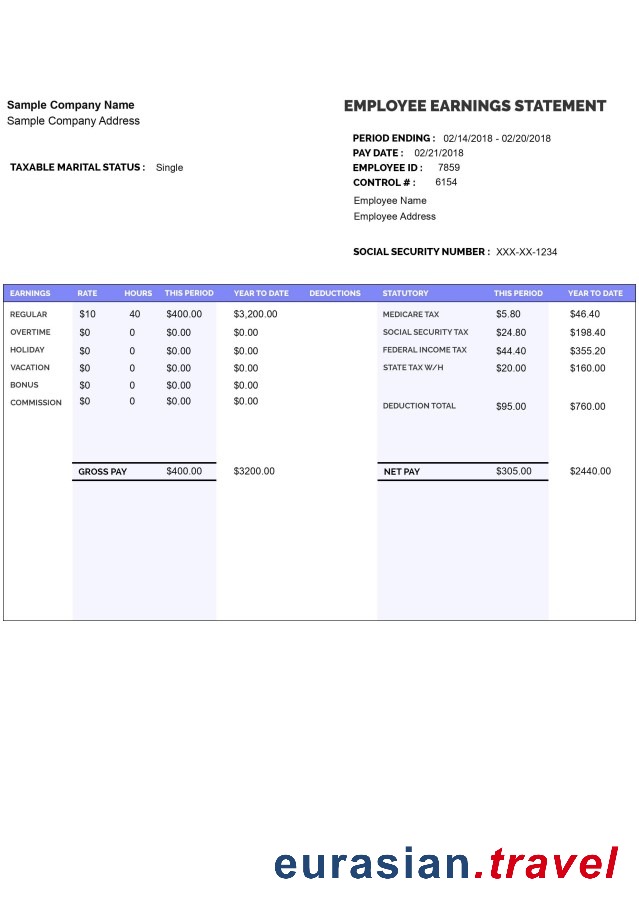 Sample Company Name
Sample Company Address
TAXABLE MARITAL STATUS : Single
EMPLOYEE EARNINGS STATEMENT
PERIOD ENDING : 02/14/2018 - 02/20/2018
PAY DATE : 02/21/2018
EMPLOYEE ID : 7859
CONTROL # : 6154
Employee Name
Employee Address
SOCIAL SECURITY NUMBER : XXX-XX-1234
EARNINGS RATE HOURS THIS PERIOD YEAR TO DATE DEDUCTIONS STATUTORY THIS PERIOD YEAR TO DATE
REGULAR $10 40 $400.00 $3,200.00 MEDICARE TAX $5.80 $46.40
OVERTIME $0 0 $0.00 $0.00 SOCIAL SECURITY TAX $24.80 $198.40
HOLIDAY $0 0 $0.00 $0.00 FEDERAL INCOME TAX $44.40 $355.20
VACATION $0 0 $0.00 $0.00 STATE TAX W/H $20.00 $160.00
BONUS $0 0 $0.00 $0.00
COMMISSION $0 0 $0.00 $0.00 DEDUCTION TOTAL $95.00 $760.00
GROSS PAY $400.00 $3200.00 NET PAY $305.00 $2440.00
eurasian.travel